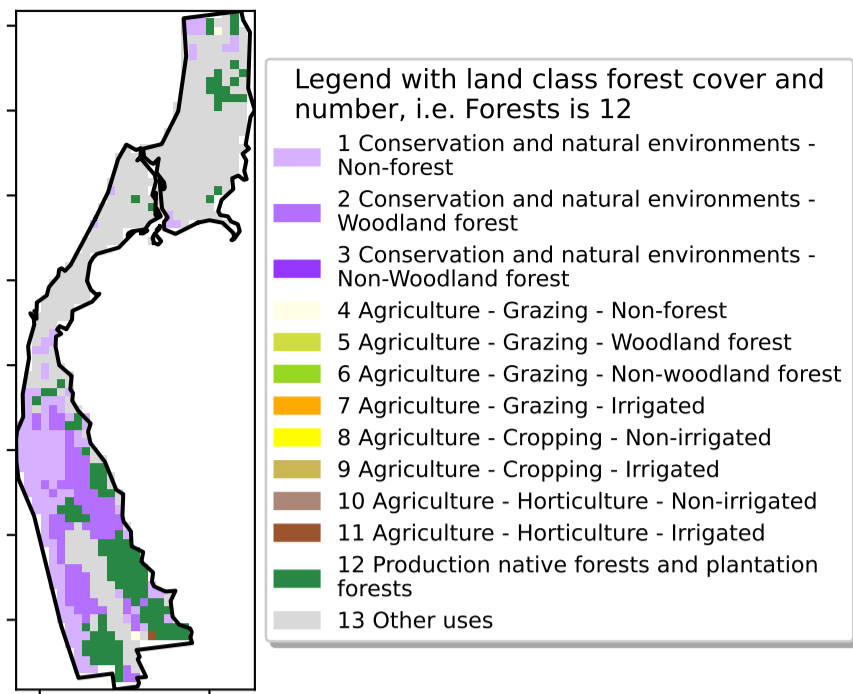 Legend with land class forest cover and
number, i.e. Forests is 12
1 Conservation and natural environments -
Non-forest
2 Conservation and natural environments -
Woodland forest
3 Conservation and natural environments -
Non-Woodland forest
4 Agriculture - Grazing - Non-forest
5 Agriculture - Grazing - Woodland forest
6 Agriculture - Grazing - Non-woodland forest
7 Agriculture - Grazing - Irrigated
8 Agriculture - Cropping - Non-irrigated
9 Agriculture - Cropping - Irrigated
10 Agriculture - Horticulture - Non-irrigated
11 Agriculture - Horticulture - Irrigated
12 Production native forests and plantation
forests
13 Other uses